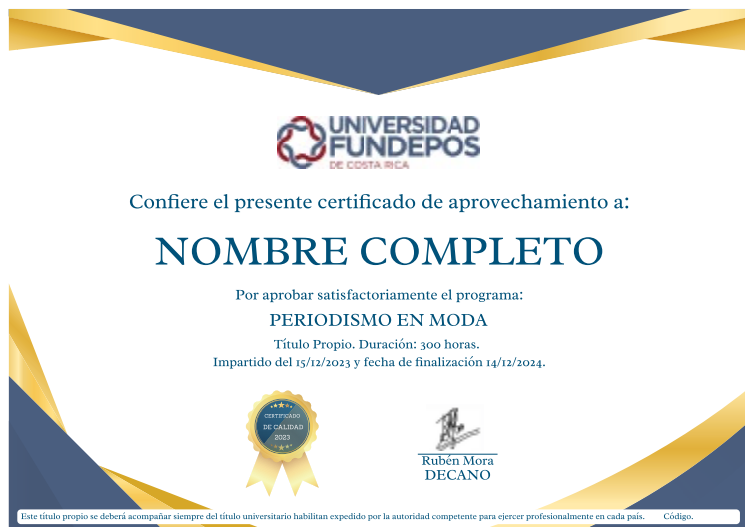 UNIVERSIDAD
FUNDEPOS
DE COSTA RICA
Confiere el presente certificado de aprovechamiento a:
NOMBRE COMPLETO
Por aprobar satisfactoriamente el programa:
PERIODISMO EN MODA
Título Propio. Duración: 300 horas.
Impartido del 15/12/2023 y fecha de finalización 14/12/2024.
CERTIFICADO
DE CALIDAD
2023
Rubén Mora
DECANO
Este título propio se deberá acompañar siempre del título universitario habilitan expedido por la autoridad competente para ejercer profesionalmente en cada país. Código.